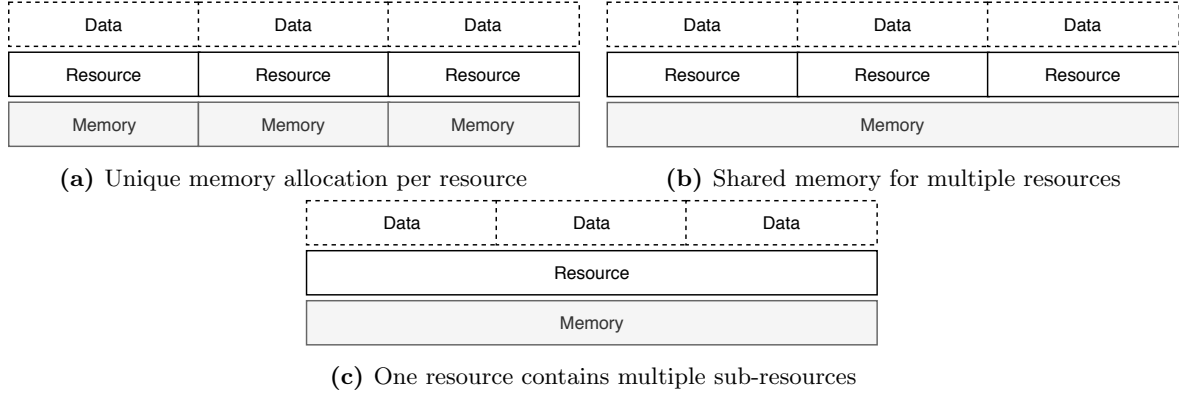 Data Data Data
Resource Resource Resource
Memory Memory Memory
(a) Unique memory allocation per resource
Data Data Data
Resource Resource Resource
Memory
(b) Shared memory for multiple resources
Data Data Data
Resource
Memory
(c) One resource contains multiple sub-resources